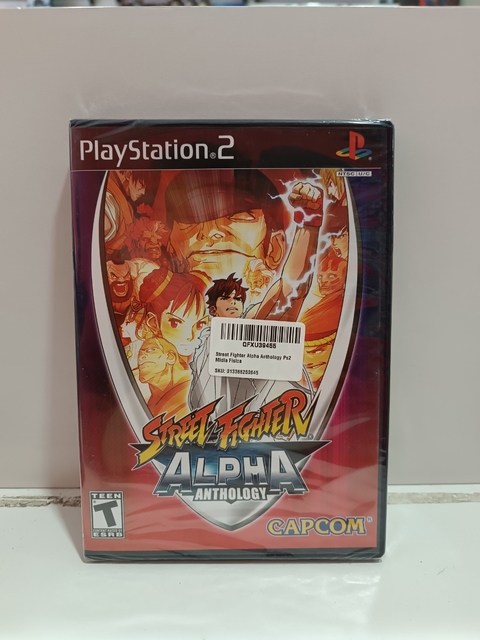 PlayStation®2
NTSC U/C
QFXU39455
Street Fighter Alpha Anthology Ps2
Midia Fisica
SKU: 013388260645
STREET FIGHTER
ALPHA
ANTHOLOGY
TEEN
T
ESRB
CAPCOM®